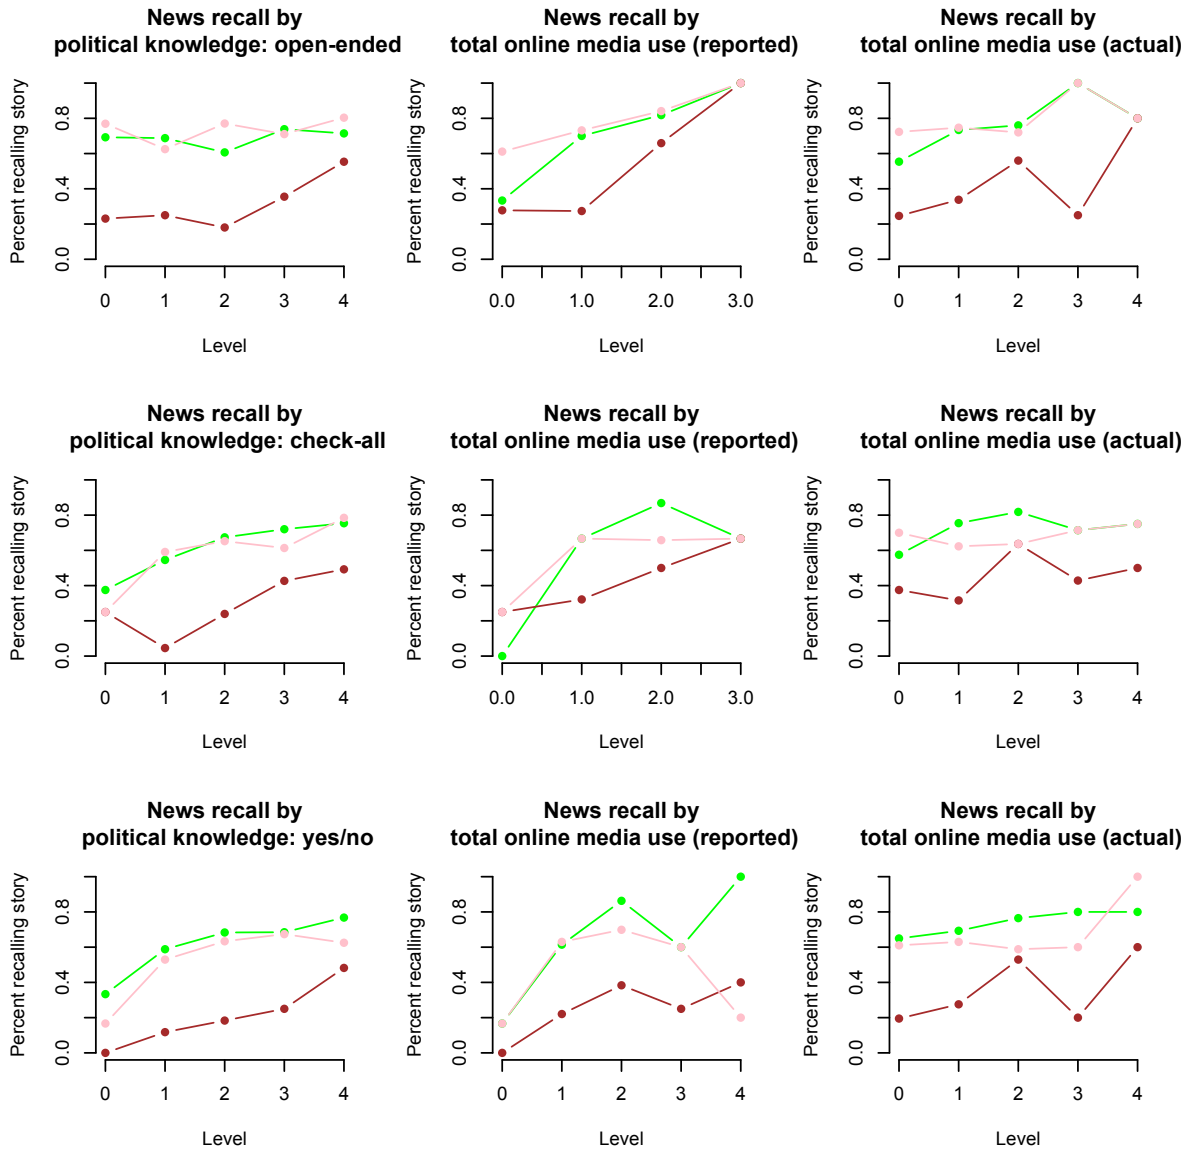 News recall by
political knowledge: open-ended
Percent recalling story
0.0 0.4 0.8
0 1 2 3 4
Level
News recall by
total online media use (reported)
Percent recalling story
0.0 0.4 0.8
0.0 1.0 2.0 3.0
Level
News recall by
total online media use (actual)
Percent recalling story
0.0 0.4 0.8
0 1 2 3 4
Level
News recall by
political knowledge: check-all
Percent recalling story
0.0 0.4 0.8
0 1 2 3 4
Level
News recall by
total online media use (reported)
Percent recalling story
0.0 0.4 0.8
0.0 1.0 2.0 3.0
Level
News recall by
total online media use (actual)
Percent recalling story
0.0 0.4 0.8
0 1 2 3 4
Level
News recall by
political knowledge: yes/no
Percent recalling story
0.0 0.4 0.8
0 1 2 3 4
Level
News recall by
total online media use (reported)
Percent recalling story
0.0 0.4 0.8
0 1 2 3 4
Level
News recall by
total online media use (actual)
Percent recalling story
0.0 0.4 0.8
0 1 2 3 4
Level